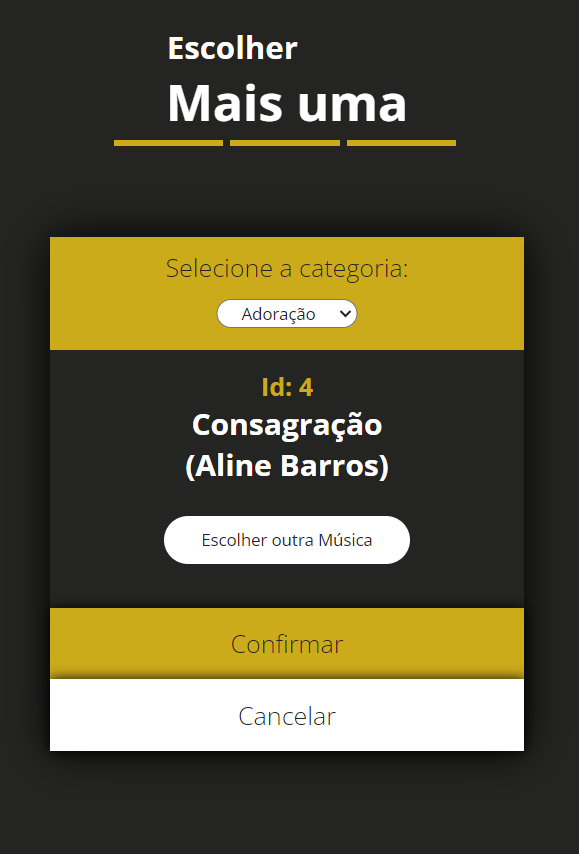 Escolher
Mais uma
Selecione a categoria:
Adoração
Id: 4
Consagração
(Aline Barros)
Escolher outra Música
Confirmar
Cancelar